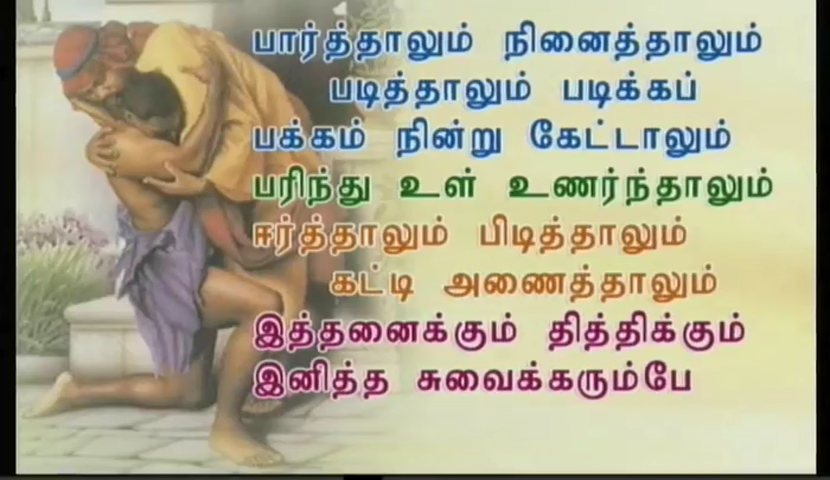 பார்த்தாலும் நினைத்தாலும்
படித்தாலும் படிக்கப்
பக்கம் நின்று கேட்டாலும்
பரிந்து உள் உணர்ந்தாலும்
ஈர்த்தாலும் பிடித்தாலும்
கட்டி அணைத்தாலும்
இத்தனைக்கும் தித்திக்கும்
இனித்த சுவைக்கரும்பே